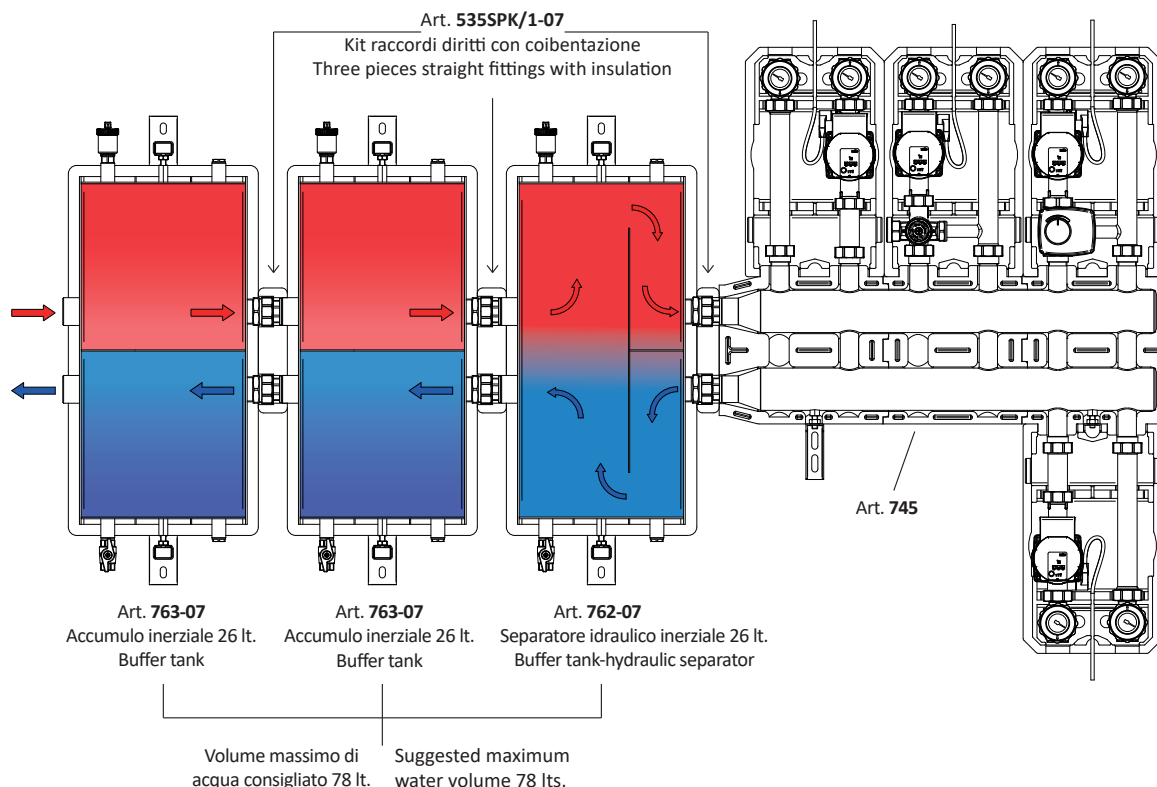 Art. 535SPK/1-07
Kit raccordi diritti con coibentazione
Three pieces straight fittings with insulation
Art. 745
Art. 763-07
Accumulo inerziale 26 lt.
Buffer tank
Art. 763-07
Accumulo inerziale 26 lt.
Buffer tank
Art. 762-07
Separatore idraulico inerziale 26 lt.
Buffer tank-hydraulic separator
Volume massimo di
acqua consigliato 78 lt.
Suggested maximum
water volume 78 lts.